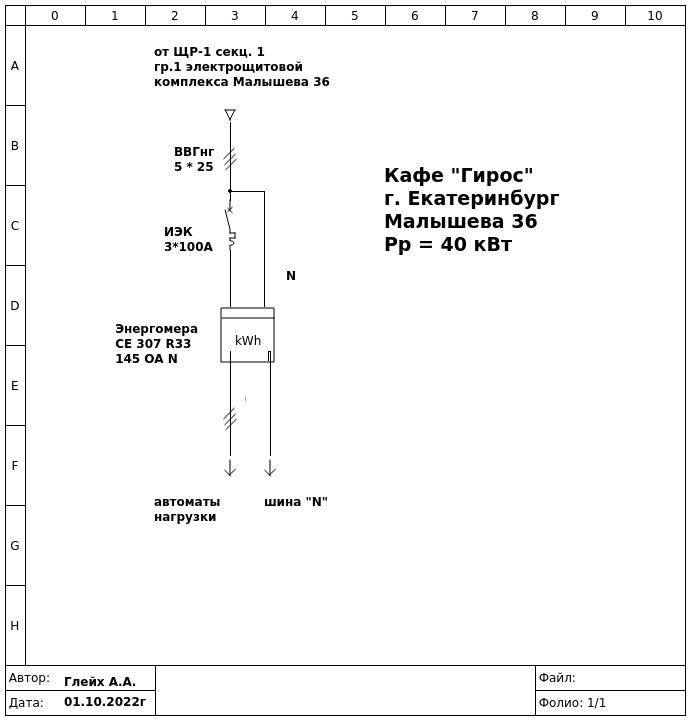 0 1 2 3 4 5 6 7 8 9 10
A
B
C
D
E
F
G
H
от ЩР-1 секц. 1
гр.1 электрощитовой
комплекса Малышева 36
ВВГнг
5 * 25
Кафе "Гирос"
г. Екатеринбург
Малышева 36
Рр = 40 кВт
ИЭК
3*100А
N
Энергомера
СЕ 307 R33
145 ОА N
kWh
автоматы
нагрузки
шина "N"
Автор: Глейх А.А.
Дата: 01.10.2022г
Файл:
Фолио: 1/1